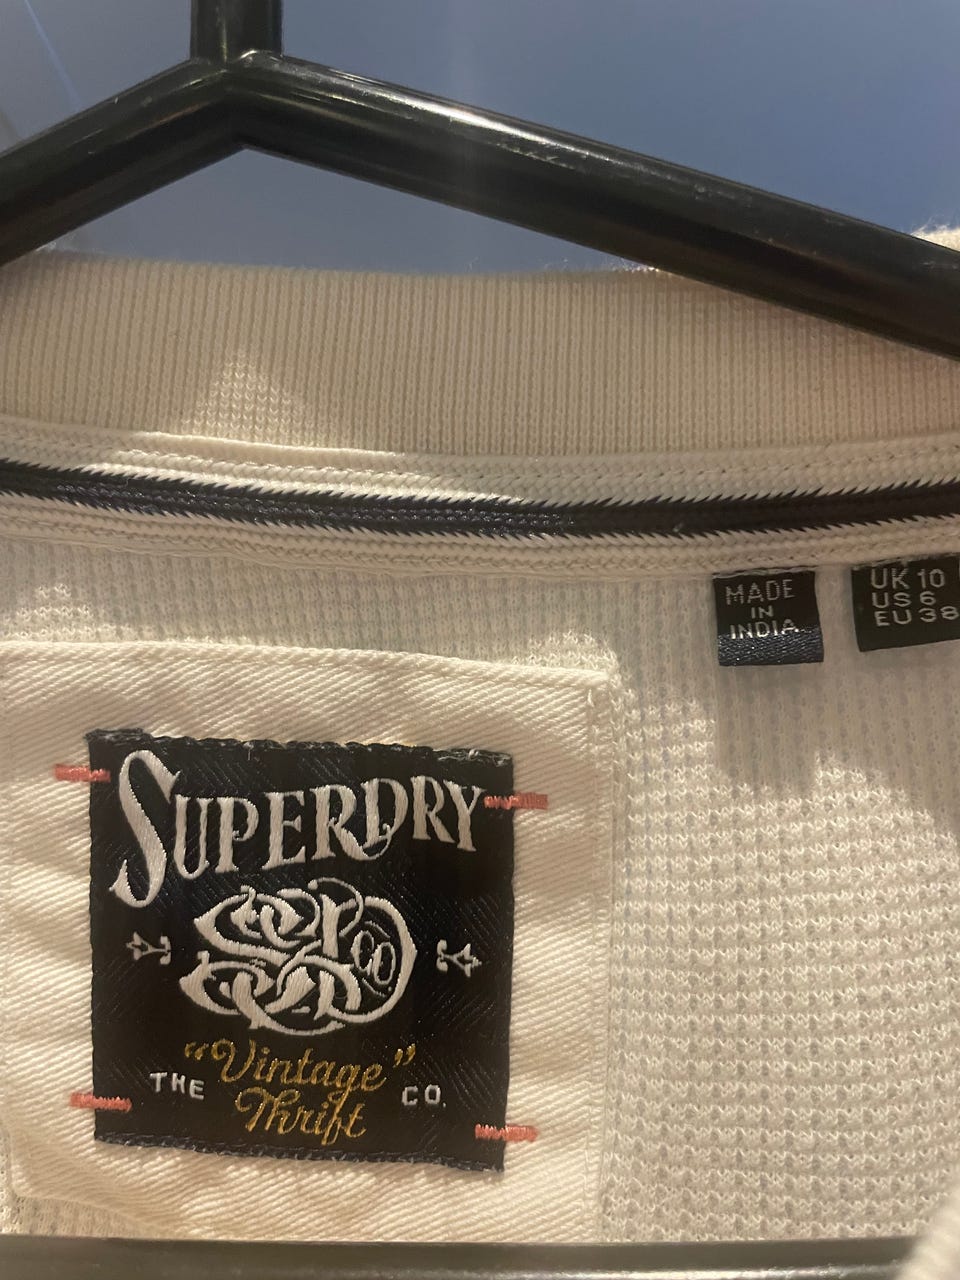 MADE
IN
INDIA
UK 10
US 6
EU 38
SUPERDRY
CO
"Vintage"
THE CO.
Thrift